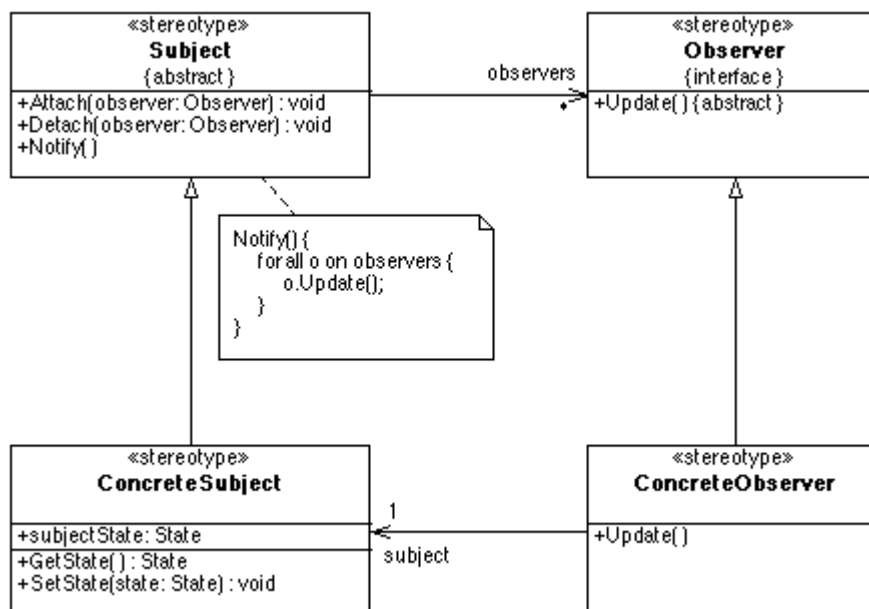 «stereotype»
Subject
{abstract}
+Attach(observer: Observer) : void
+Detach(observer: Observer) : void
+Notify()
observers
*
«stereotype»
Observer
{interface}
+Update() {abstract}
Notify() {
for all o on observers {
o.Update();
}
}
«stereotype»
ConcreteSubject
+subjectState: State
+GetState() : State
+SetState(state: State) : void
1
subject
«stereotype»
ConcreteObserver
+Update()